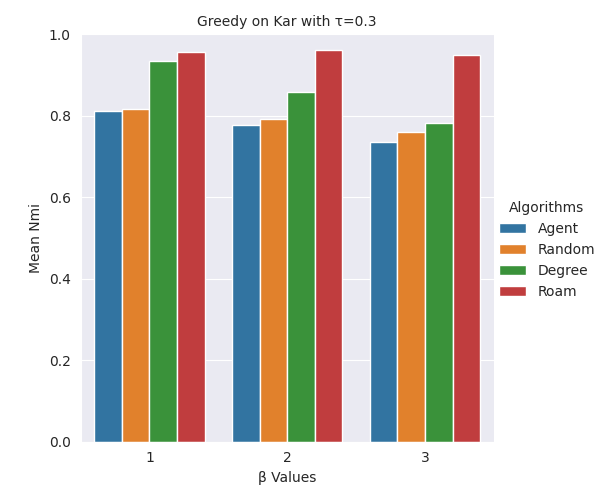 Greedy on Kar with τ=0.3
1.0
0.8
0.6
0.4
0.2
0.0
Mean Nmi
1
2
3
β Values
Algorithms
Agent
Random
Degree
Roam